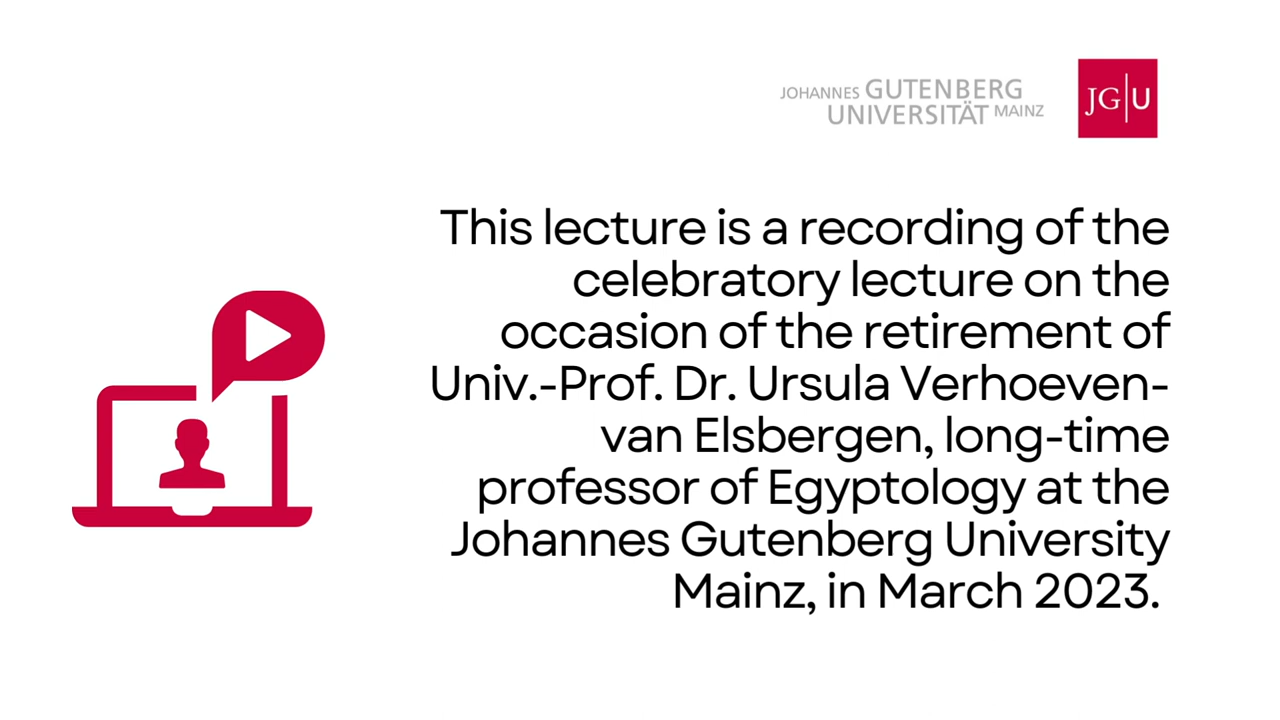 JOHANNES GUTENBERG
UNIVERSITÄT MAINZ
JG|U
This lecture is a recording of the
celebratory lecture on the
occasion of the retirement of
Univ.-Prof. Dr. Ursula Verhoeven-
van Elsbergen, long-time
professor of Egyptology at the
Johannes Gutenberg University
Mainz, in March 2023.